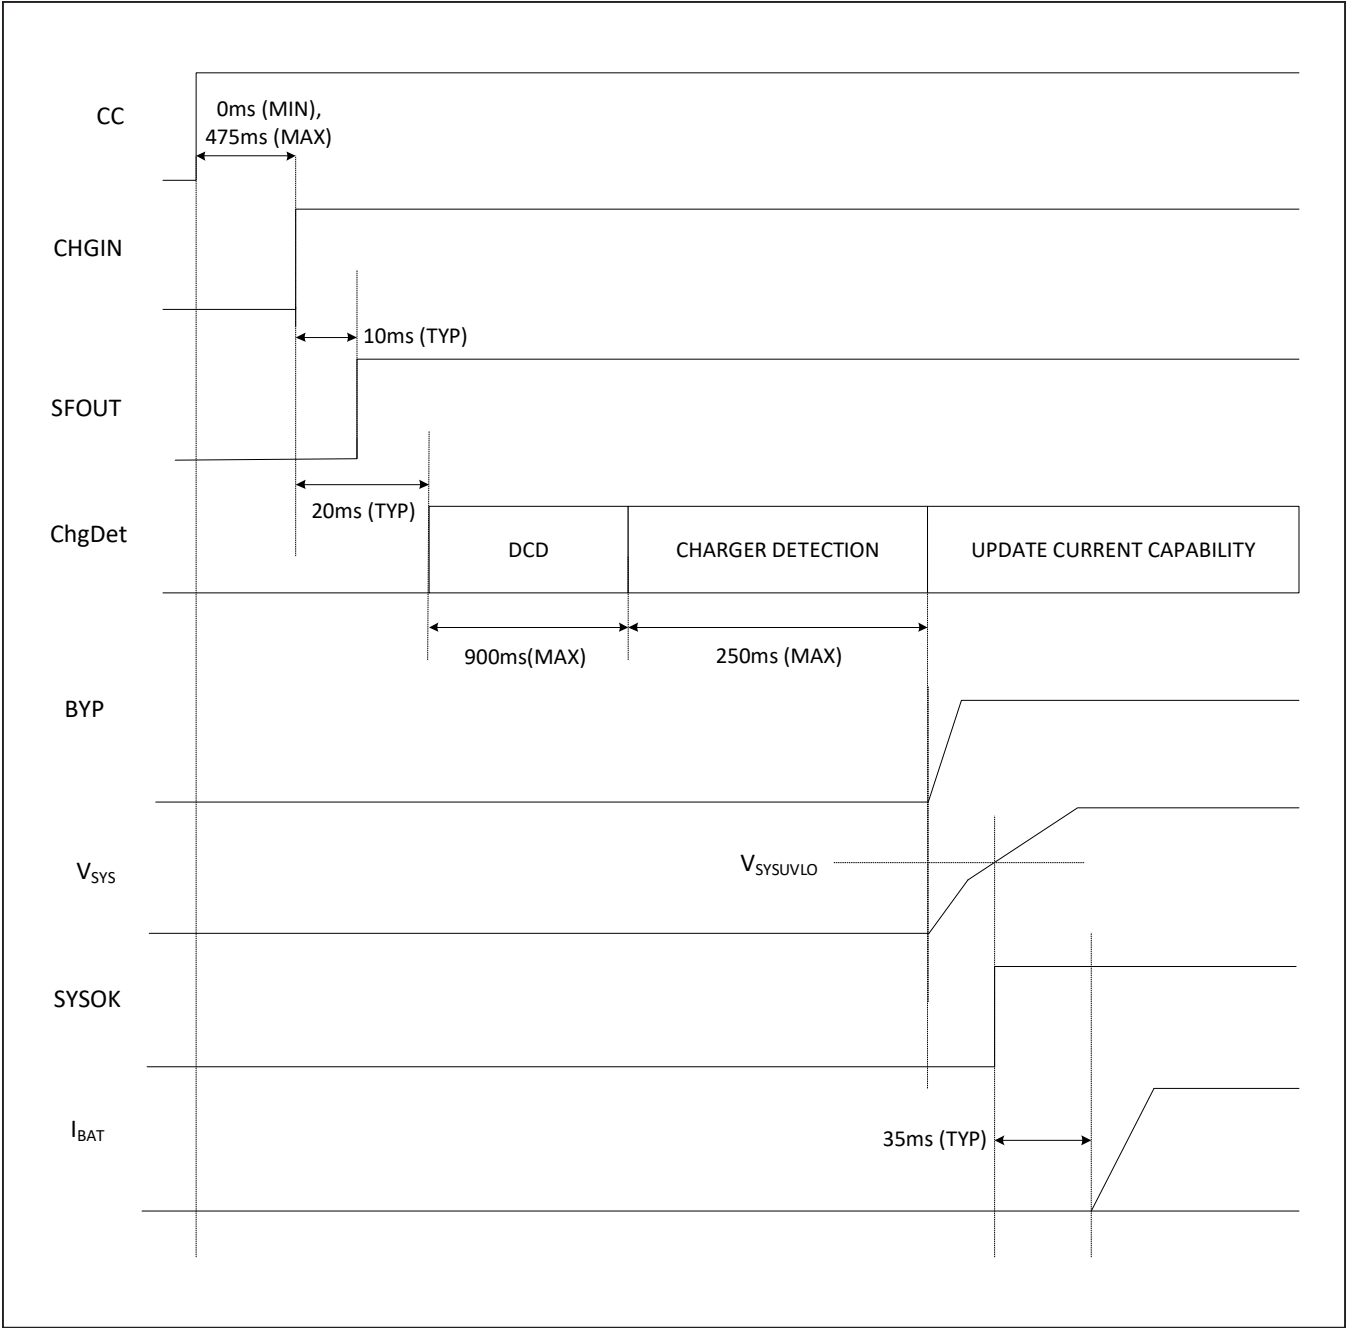 CC
0ms (MIN),
475ms (MAX)
CHGIN
10ms (TYP)
SFOUT
20ms (TYP)
ChgDet
DCD
CHARGER DETECTION
UPDATE CURRENT CAPABILITY
900ms(MAX)
250ms (MAX)
BYP
VSYS
VSYSUVLO
SYSOK
IBAT
35ms (TYP)